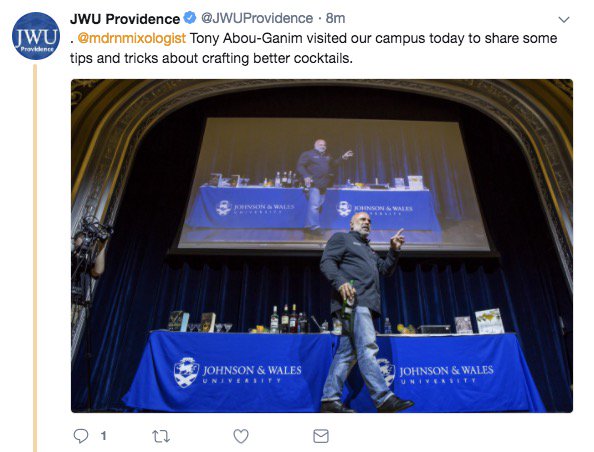 JWU Providence @JWUProvidence · 8m
JWU
Providence
. @mdrnmixologist Tony Abou-Ganim visited our campus today to share some
tips and tricks about crafting better cocktails.
JOHNSON & WALES
UNIVERSITY
JOHNSON & WALES
JOHNSON & WALES
UNIVERSITY
JOHNSON & WALES
UNIVERSITY
1